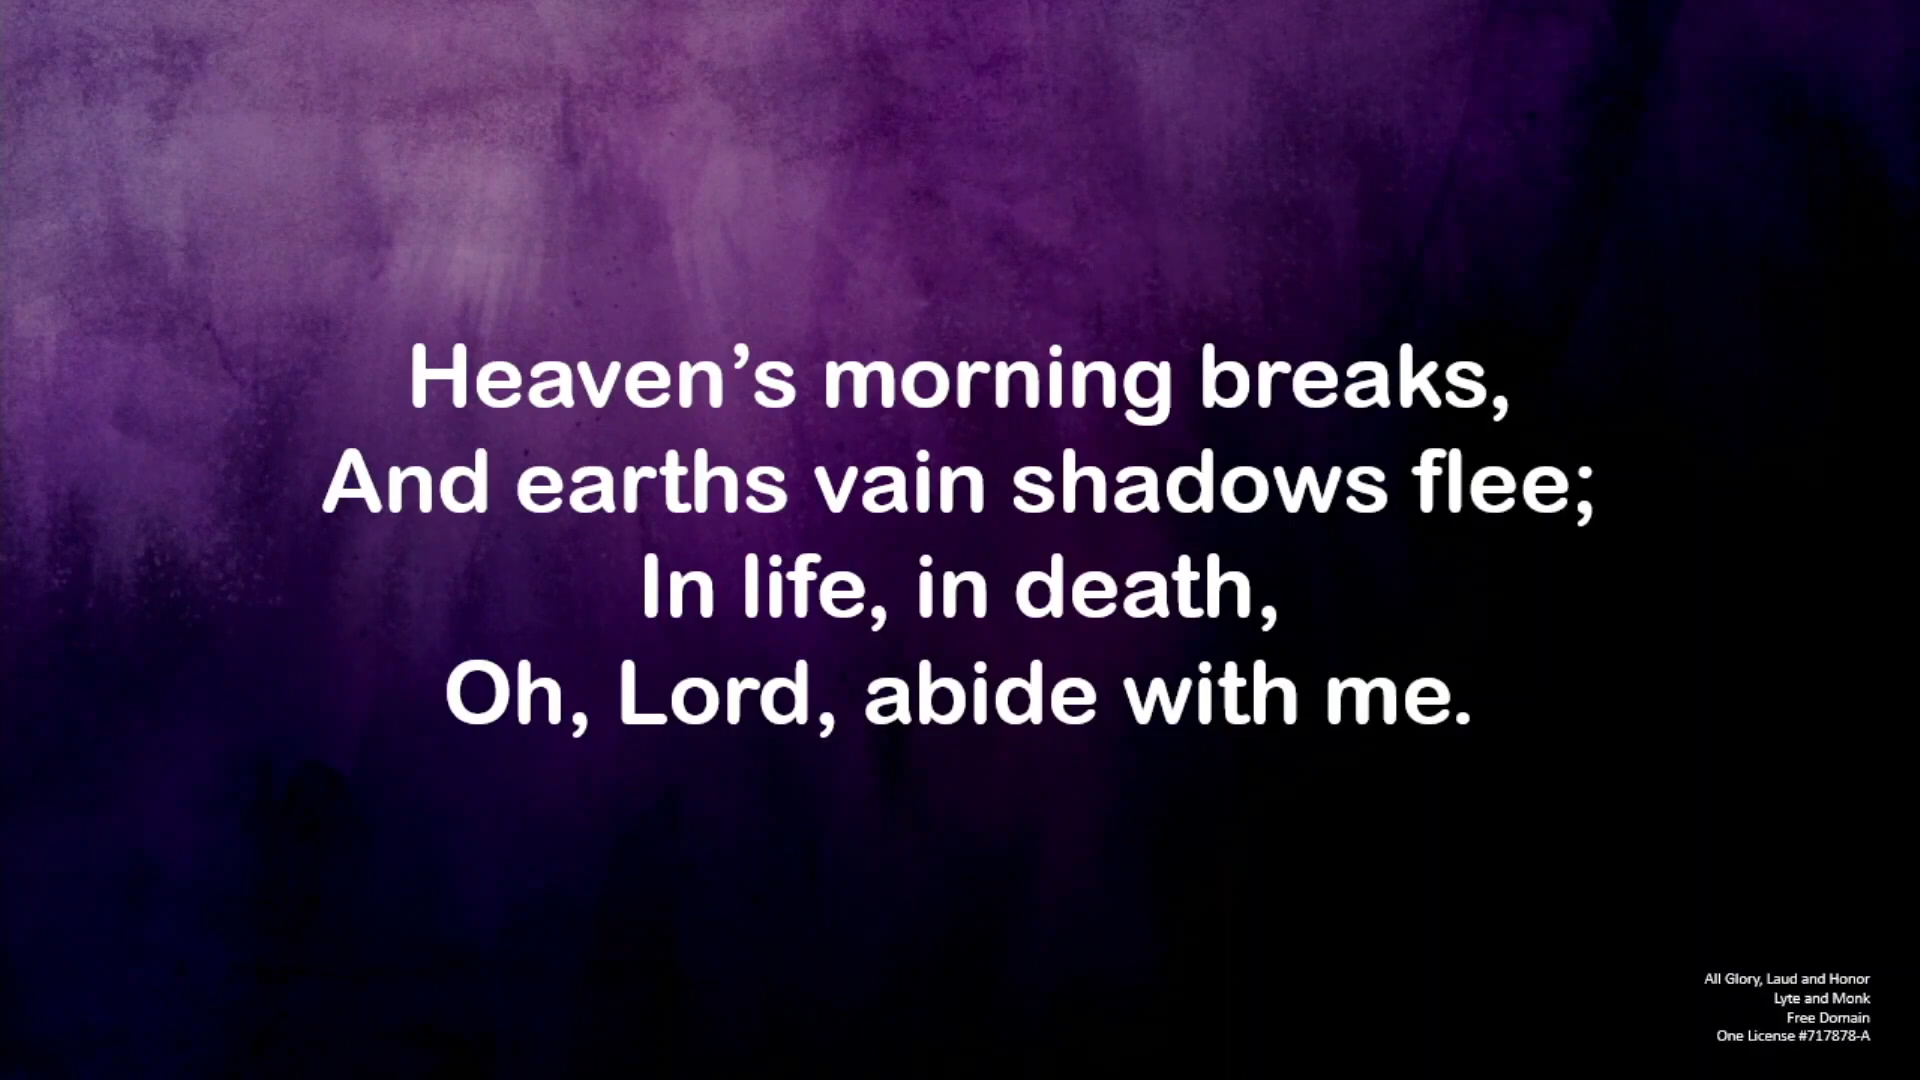 Heaven’s morning breaks,
And earths vain shadows flee;
In life, in death,
Oh, Lord, abide with me.
All Glory, Laud and Honor
Lyte and Monk
Free Domain
One License #717878-A